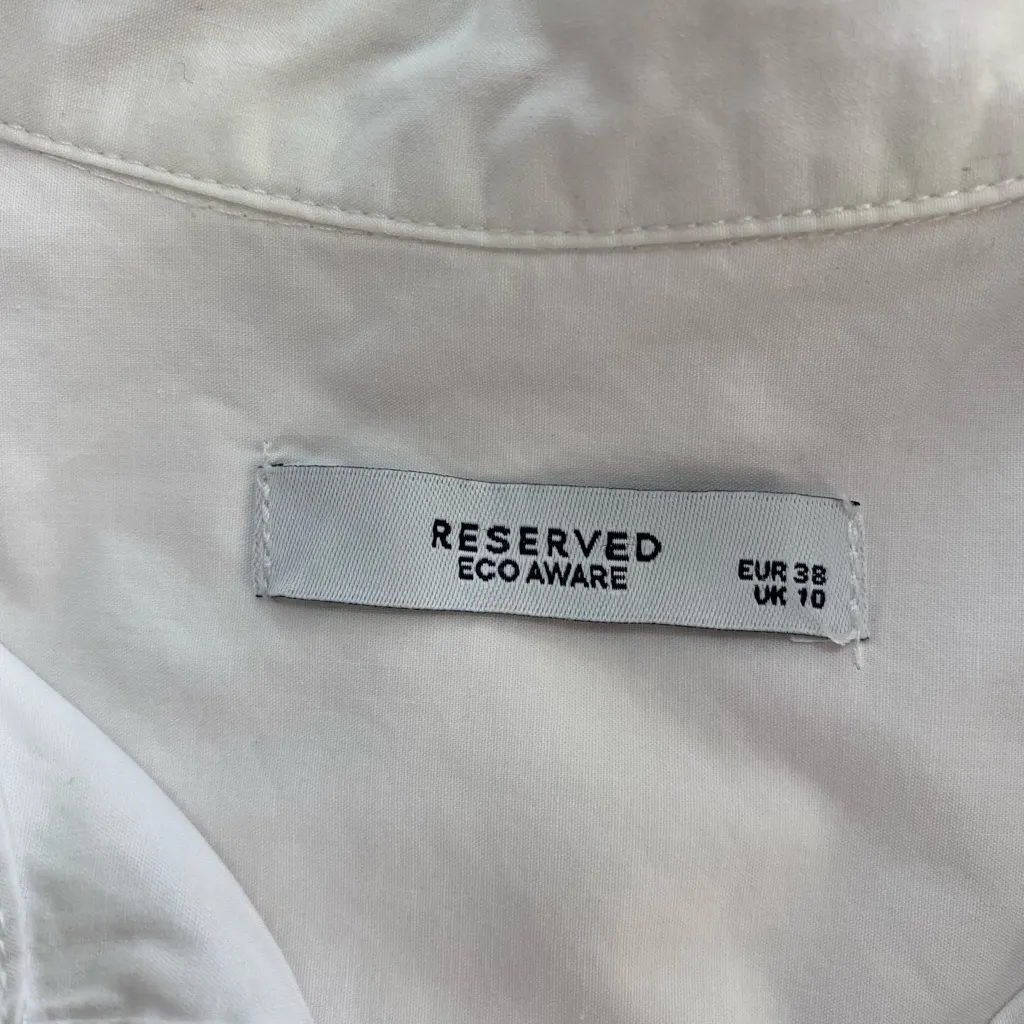 RESERVED
ECO AWARE
EUR 38
UK 10